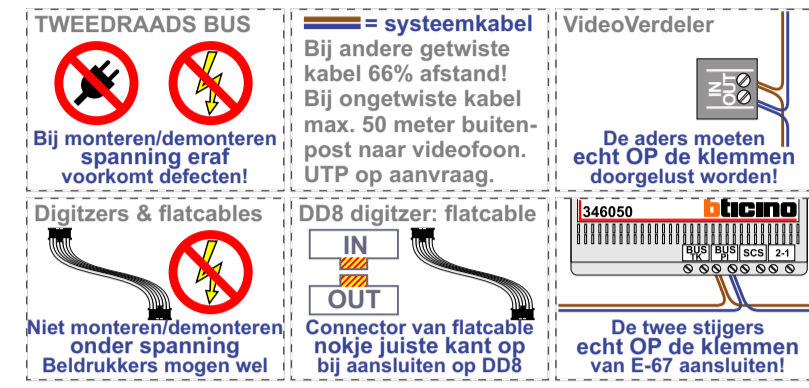 TWEEDRAADS BUS
Bij monteren/demonteren
spanning eraf
voorkomt defecten!
= systeemkabel
Bij andere getwiste
kabel 66% afstand!
Bij ongetwiste kabel
max. 50 meter buiten-
post naar videofoon.
UTP op aanvraag.
VideoVerdeler
IN
OUT
De aders moeten
echt OP de klemmen
doorgelust worden!
Digitzers & flatcables
Niet monteren/demonteren
onder spanning
Beldrukkers mogen wel
DD8 digitzer: flatcable
IN
OUT
Connector van flatcable
nokje juiste kant op
bij aansluiten op DD8
346050
bticino
BUS TK
BUS PI
SCS
2-1
De twee stijgers
echt OP de klemmen
van E-67 aansluiten!